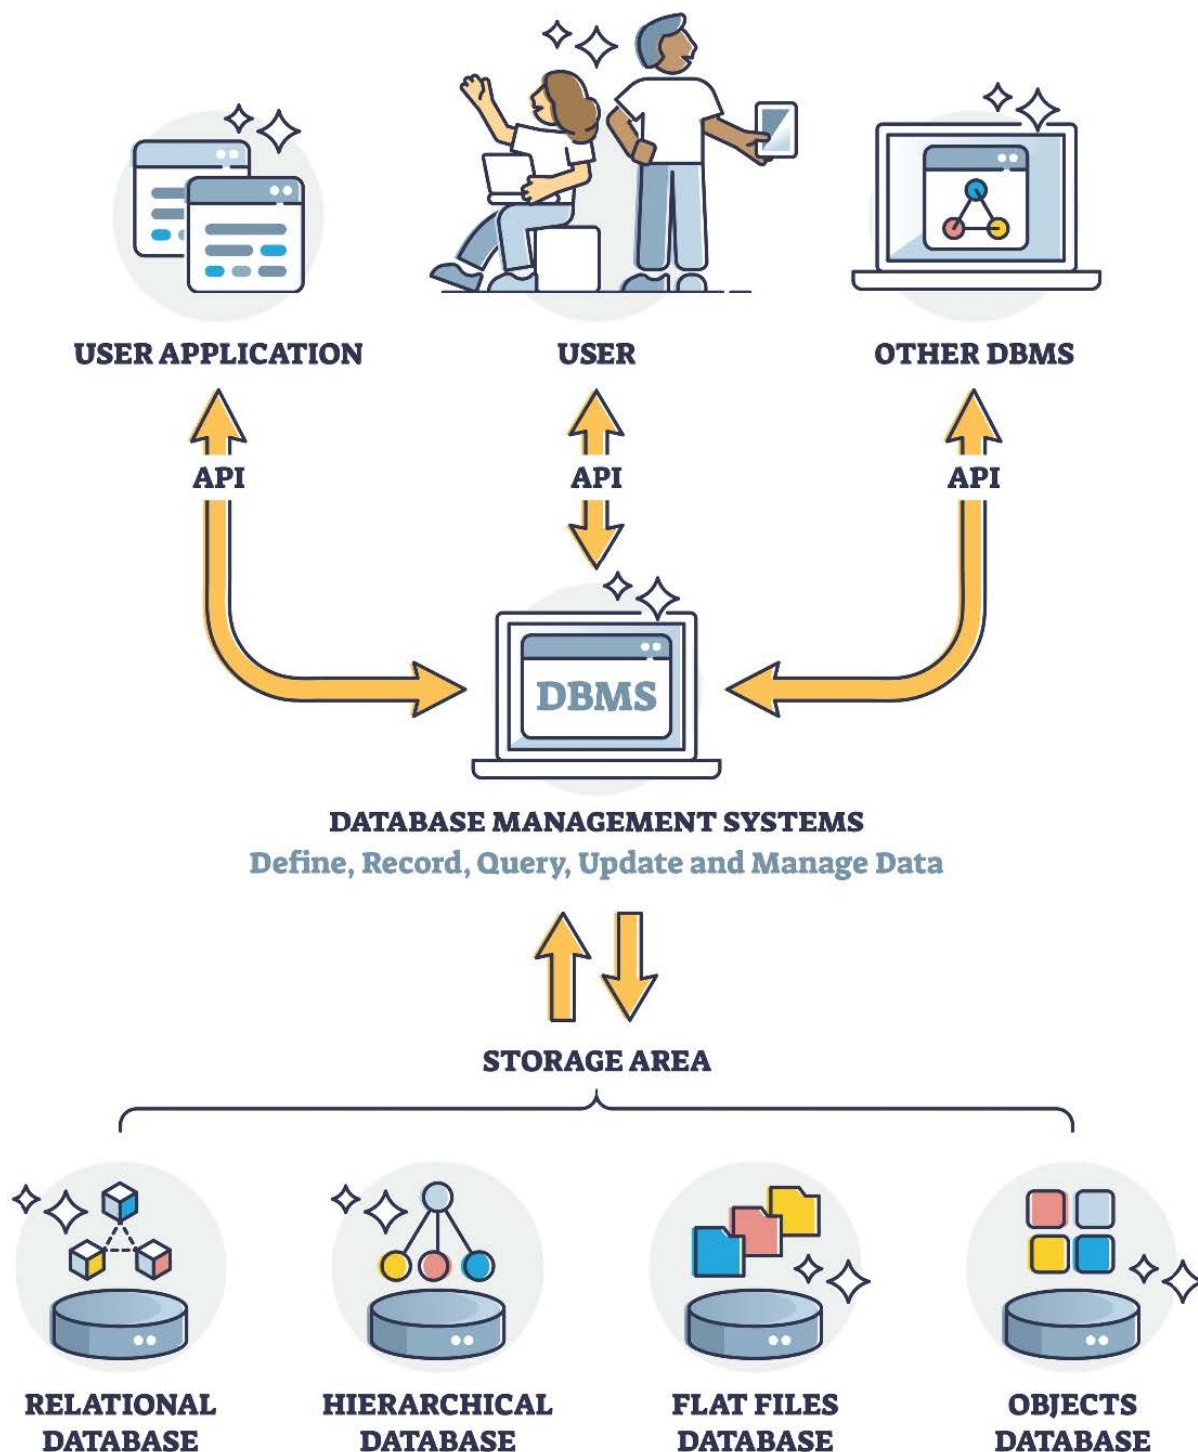 USER APPLICATION
USER
OTHER DBMS
API
API
API
DBMS
DATABASE MANAGEMENT SYSTEMS
Define, Record, Query, Update and Manage Data
STORAGE AREA
RELATIONAL
DATABASE
HIERARCHICAL
DATABASE
FLAT FILES
DATABASE
OBJECTS
DATABASE